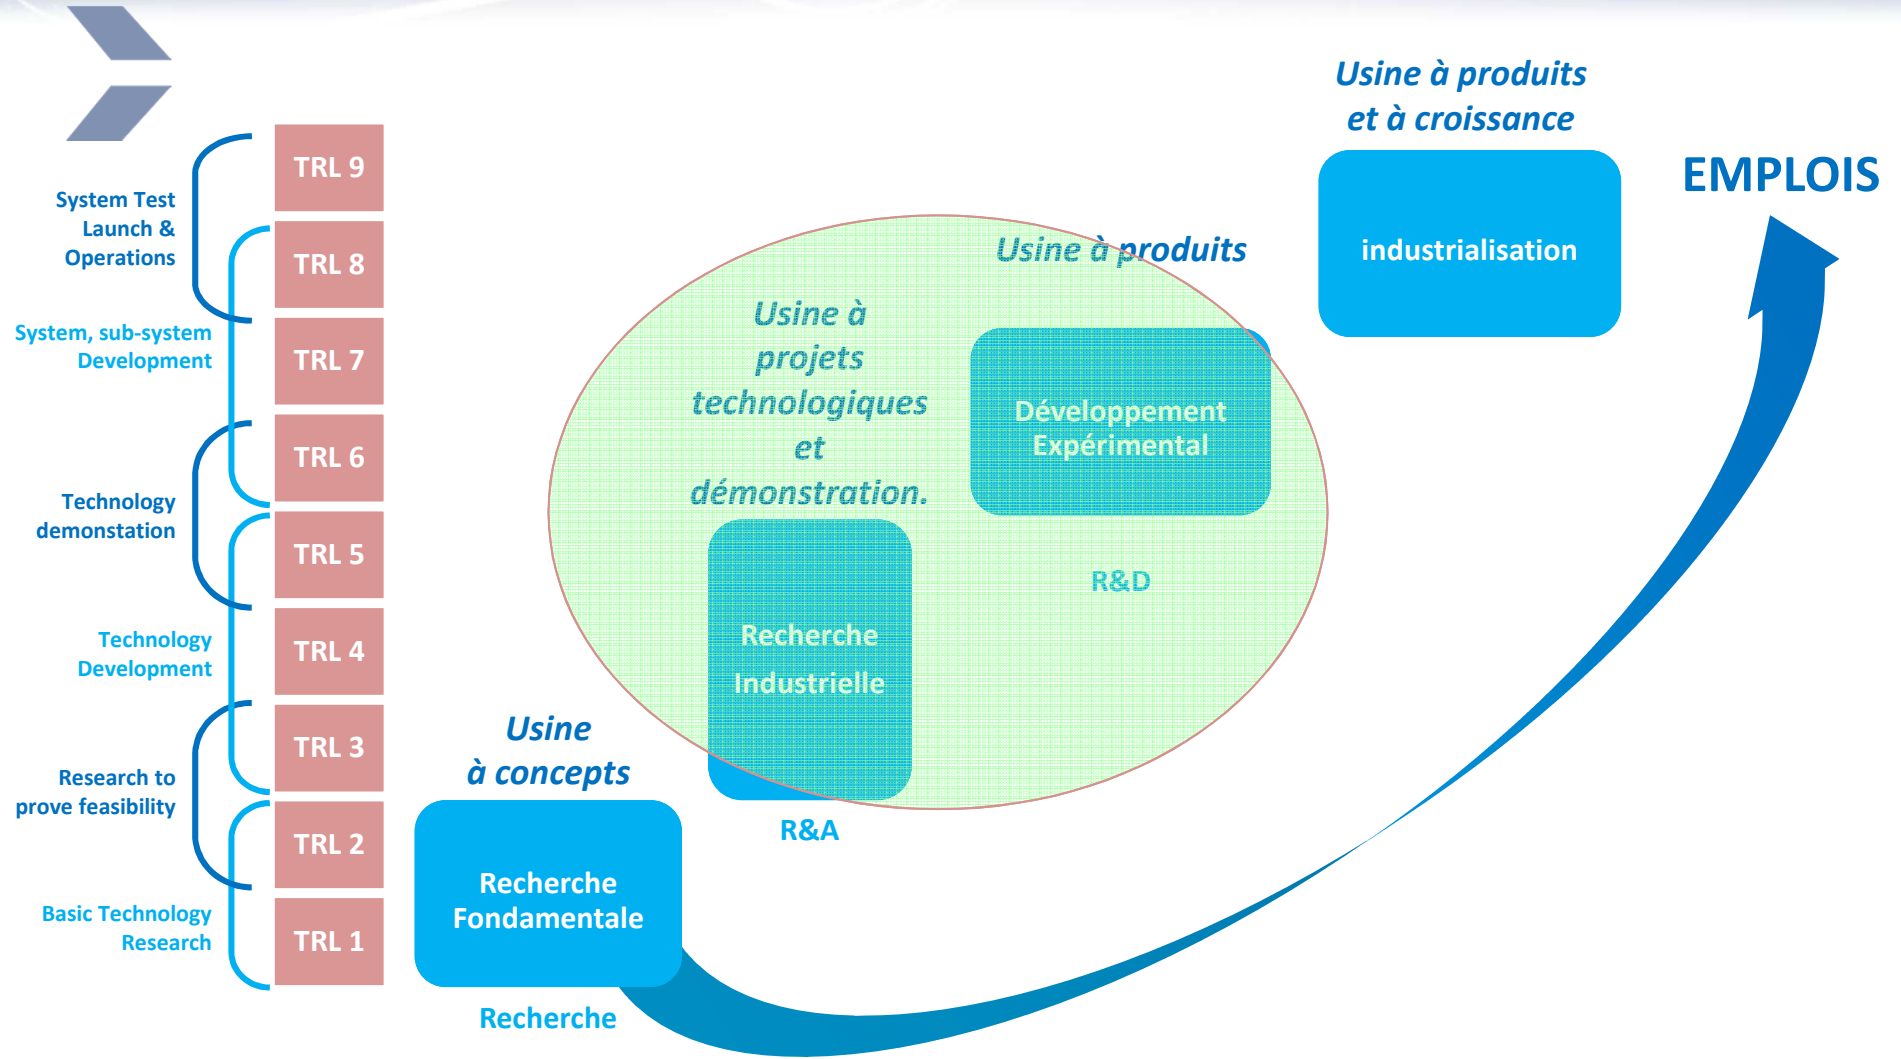 Usine à produits
et à croissance
EMPLOIS
industrialisation
TRL 9
System Test
Launch &
Operations
TRL 8
System, sub-system
Development
TRL 7
TRL 6
Technology
demonstation
TRL 5
Technology
Development
TRL 4
TRL 3
Research to
prove feasibility
TRL 2
Basic Technology
Research
TRL 1
Usine à produits
Développement
Expérimental
R&D
Usine à
projets
technologiques
et
démonstration.
Recherche
Industrielle
R&A
Usine
à concepts
Recherche
Fondamentale
Recherche